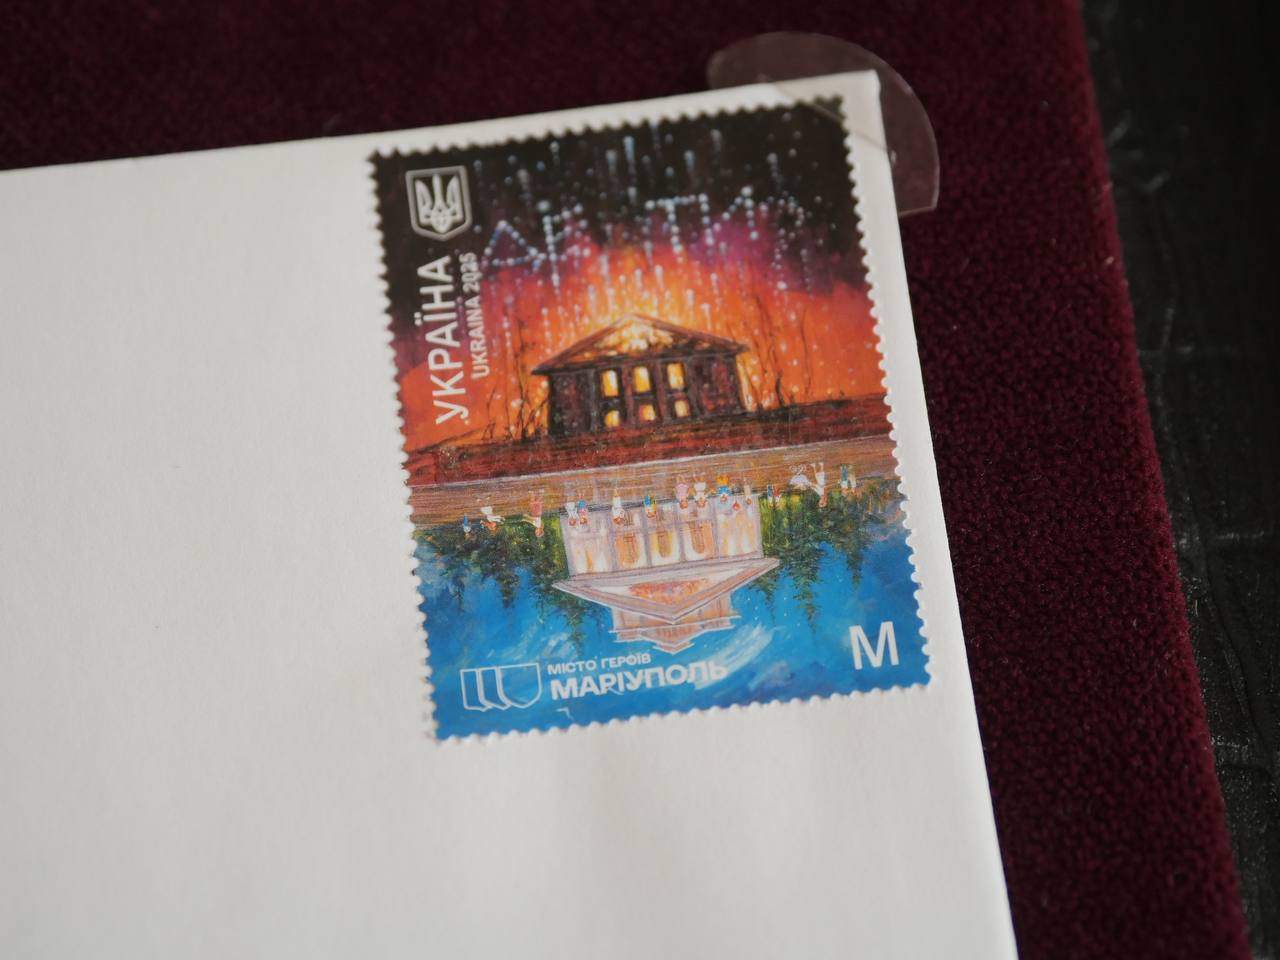 УКРАЇНА
UKRAINA 2025
ДІТИ
МІСТО ГЕРОЇВ
МАРІУПОЛЬ
M